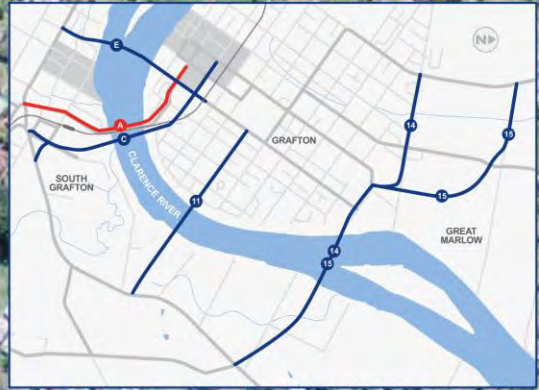 N
E
14
15
A
C
GRAFTON
15
SOUTH
GRAFTON
CLARENCE RIVER
11
GREAT
MARLOW
14
15